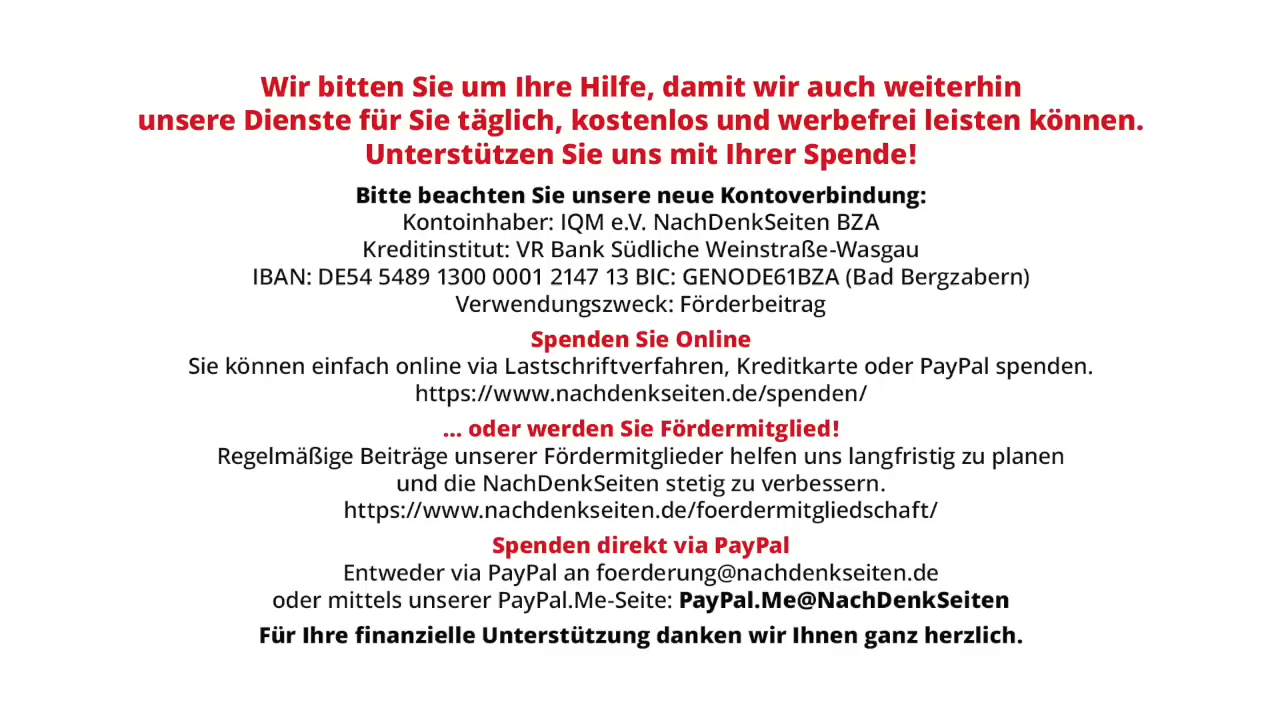 Wir bitten Sie um Ihre Hilfe, damit wir auch weiterhin
unsere Dienste für Sie täglich, kostenlos und werbefrei leisten können.
Unterstützen Sie uns mit Ihrer Spende!
Bitte beachten Sie unsere neue Kontoverbindung:
Kontoinhaber: IQM e.V. NachDenkSeiten BZA
Kreditinstitut: VR Bank Südliche Weinstraße-Wasgau
IBAN: DE54 5489 1300 0001 2147 13 BIC: GENODE61BZA (Bad Bergzabern)
Verwendungszweck: Förderbeitrag
Spenden Sie Online
Sie können einfach online via Lastschriftverfahren, Kreditkarte oder PayPal spenden.
https://www.nachdenkseiten.de/spenden/
... oder werden Sie Fördermitglied!
Regelmäßige Beiträge unserer Fördermitglieder helfen uns langfristig zu planen
und die NachDenkSeiten stetig zu verbessern.
https://www.nachdenkseiten.de/foerdermitgliedschaft/
Spenden direkt via PayPal
Entweder via PayPal an foerderung@nachdenkseiten.de
oder mittels unserer PayPal.Me-Seite: PayPal.Me@NachDenkSeiten
Für Ihre finanzielle Unterstützung danken wir Ihnen ganz herzlich.